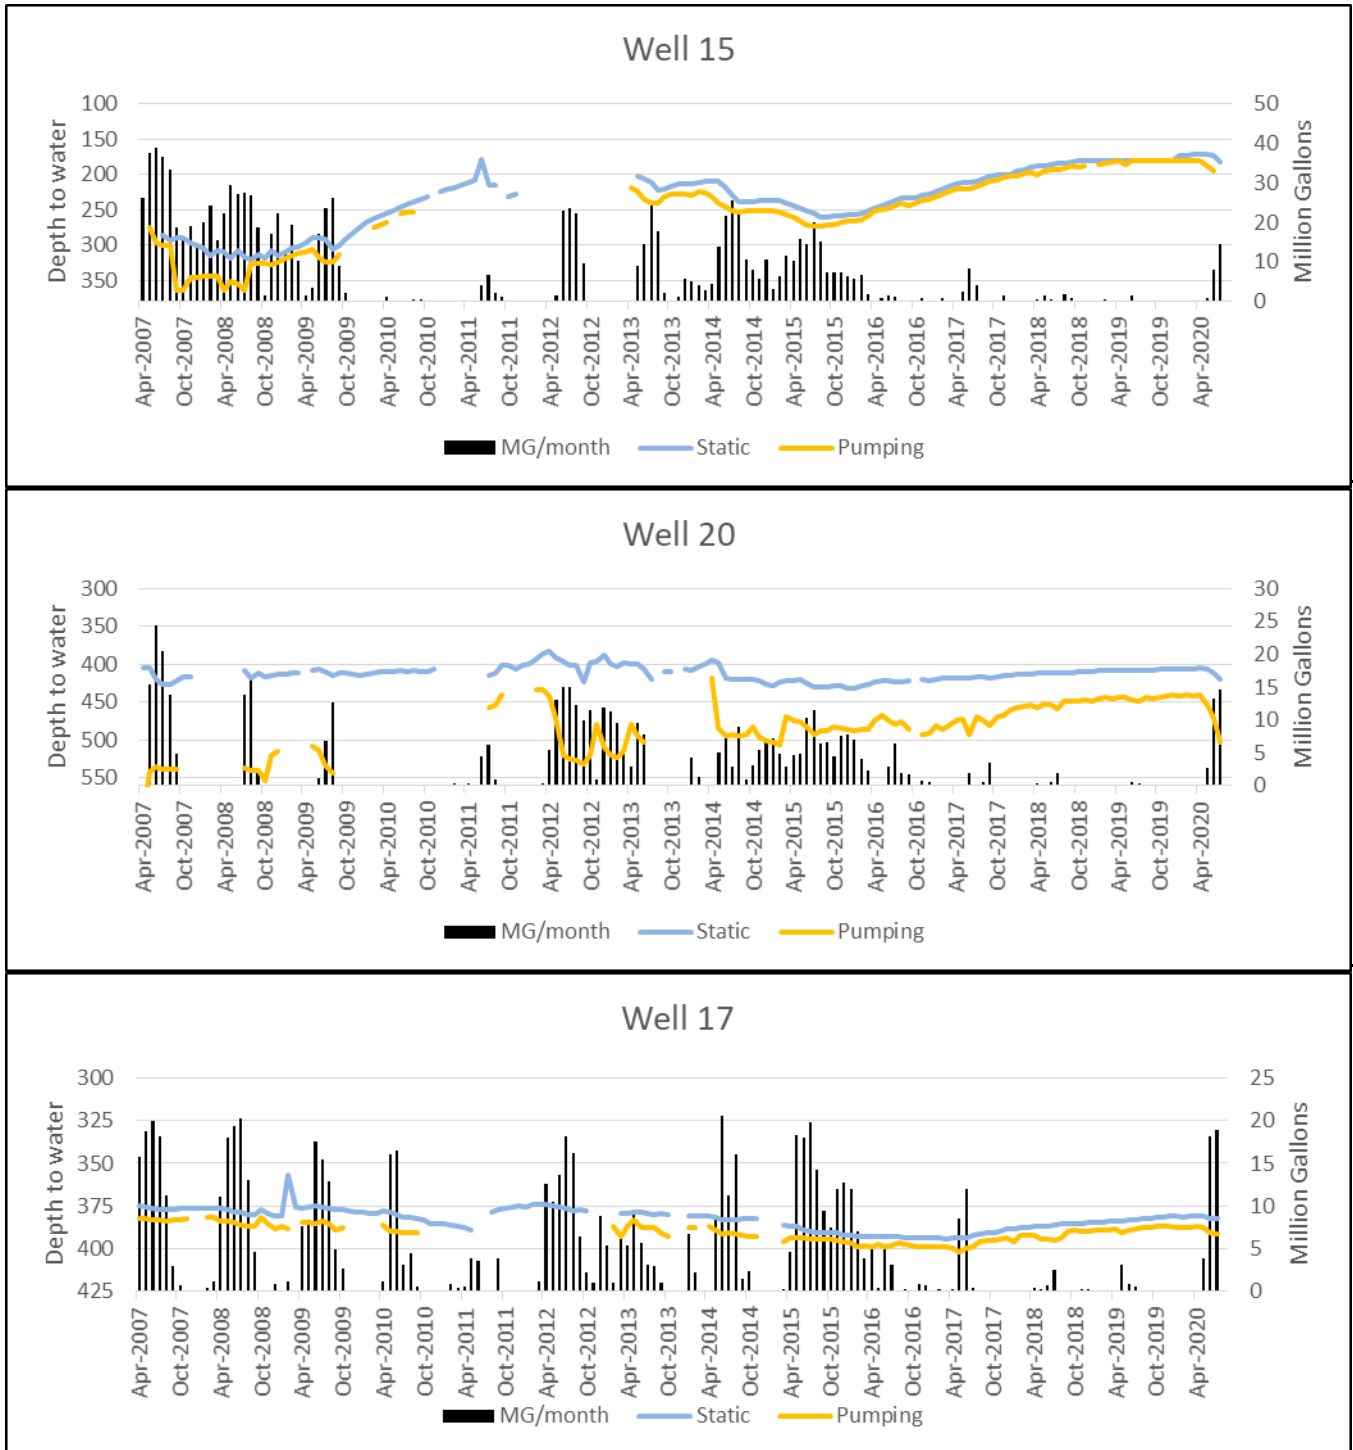 Well 15
Depth to water
100
150
200
250
300
350
50
40
30
20
10
0
Million Gallons
Apr-2007
Oct-2007
Apr-2008
Oct-2008
Apr-2009
Oct-2009
Apr-2010
Oct-2010
Apr-2011
Oct-2011
Apr-2012
Oct-2012
Apr-2013
Oct-2013
Apr-2014
Oct-2014
Apr-2015
Oct-2015
Apr-2016
Oct-2016
Apr-2017
Oct-2017
Apr-2018
Oct-2018
Apr-2019
Oct-2019
Apr-2020
MG/month Static Pumping
Well 20
Depth to water
300
350
400
450
500
550
30
25
20
15
10
5
0
Million Gallons
Apr-2007
Oct-2007
Apr-2008
Oct-2008
Apr-2009
Oct-2009
Apr-2010
Oct-2010
Apr-2011
Oct-2011
Apr-2012
Oct-2012
Apr-2013
Oct-2013
Apr-2014
Oct-2014
Apr-2015
Oct-2015
Apr-2016
Oct-2016
Apr-2017
Oct-2017
Apr-2018
Oct-2018
Apr-2019
Oct-2019
Apr-2020
MG/month Static Pumping
Well 17
Depth to water
300
325
350
375
400
425
25
20
15
10
5
0
Million Gallons
Apr-2007
Oct-2007
Apr-2008
Oct-2008
Apr-2009
Oct-2009
Apr-2010
Oct-2010
Apr-2011
Oct-2011
Apr-2012
Oct-2012
Apr-2013
Oct-2013
Apr-2014
Oct-2014
Apr-2015
Oct-2015
Apr-2016
Oct-2016
Apr-2017
Oct-2017
Apr-2018
Oct-2018
Apr-2019
Oct-2019
Apr-2020
MG/month Static Pumping